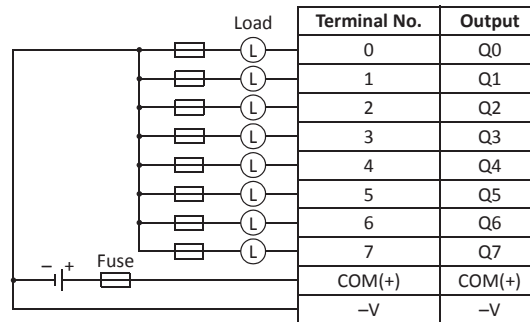 Load
Terminal No. Output
L 0 Q0
L 1 Q1
L 2 Q2
L 3 Q3
L 4 Q4
L 5 Q5
L 6 Q6
L 7 Q7
– + Fuse
COM(+) COM(+)
–V –V